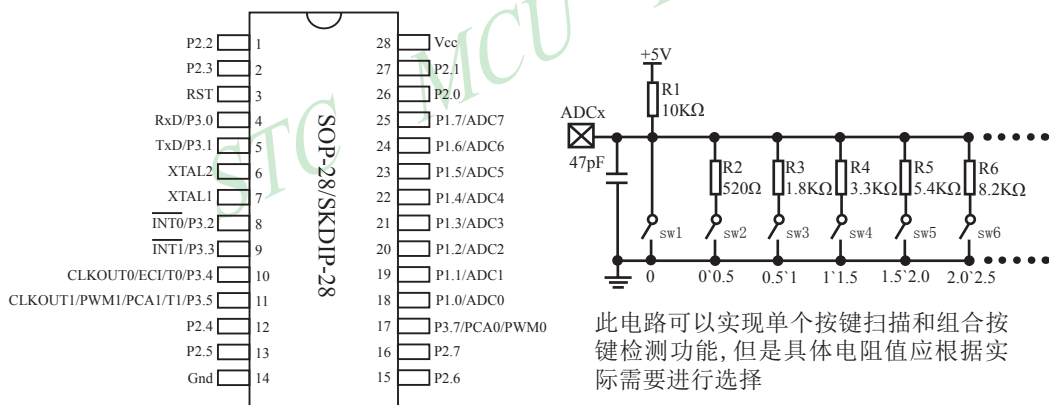 STC MCU
P2.2 1
P2.3 2
RST 3
RxD/P3.0 4
TxD/P3.1 5
XTAL2 6
XTAL1 7
INT0/P3.2 8
INT1/P3.3 9
CLKOUT0/ECI/T0/P3.4 10
CLKOUT1/PWM1/PCA1/T1/P3.5 11
P2.4 12
P2.5 13
Gnd 14
SOP-28/SKDIP-28
28 Vcc
27 P2.1
26 P2.0
25 P1.7/ADC7
24 P1.6/ADC6
23 P1.5/ADC5
22 P1.4/ADC4
21 P1.3/ADC3
20 P1.2/ADC2
19 P1.1/ADC1
18 P1.0/ADC0
17 P3.7/PCA0/PWM0
16 P2.7
15 P2.6
+5V
R1
10KΩ
ADCx
47pF
R2 R3 R4 R5 R6
520Ω 1.8KΩ 3.3KΩ 5.4KΩ 8.2KΩ
sw1 sw2 sw3 sw4 sw5 sw6
0 0`0.5 0.5`1 1`1.5 1.5`2.0 2.0`2.5
此电路可以实现单个按键扫描和组合按
键检测功能,但是具体电阻值应根据实
际需要进行选择